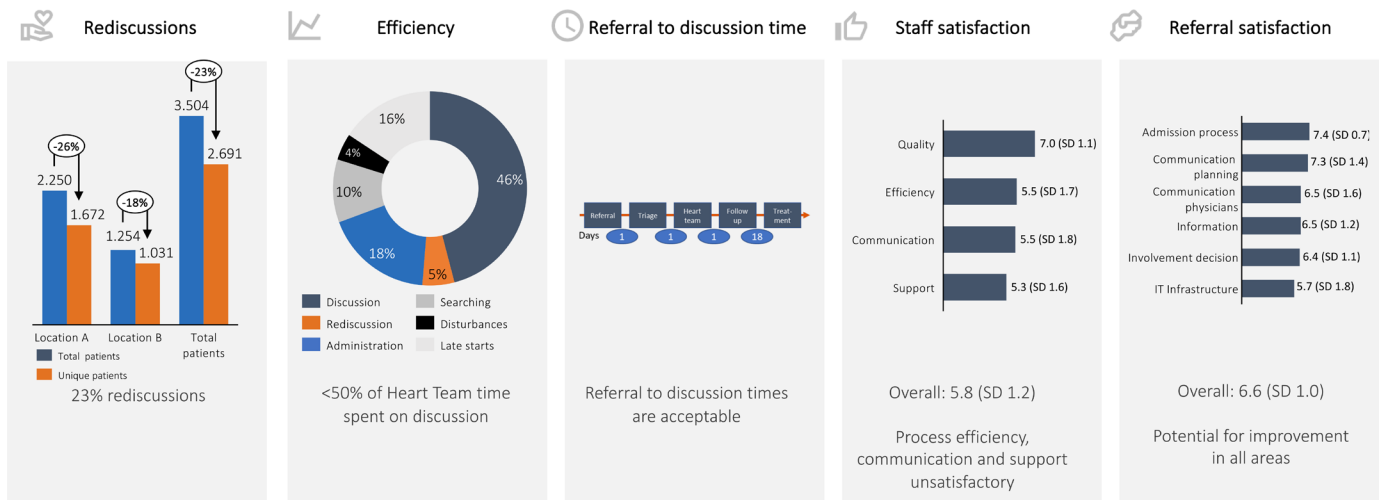 Rediscussions
-23%
3.504
2.691
-26%
2.250
1.672
-18%
1.254
1.031
Location A
Location B
Total
patients
Total patients
Unique patients
23% rediscussions
Efficiency
16%
4%
46%
10%
18%
5%
Discussion
Searching
Rediscussion
Disturbances
Administration
Late starts
<50% of Heart Team time
spent on discussion
Referral to discussion time
Referral
Triage
Heart
team
Follow
up
Treat-
ment
Days
1
1
1
18
Referral to discussion times
are acceptable
Staff satisfaction
Quality
7.0 (SD 1.1)
Efficiency
5.5 (SD 1.7)
Communication
5.5 (SD 1.8)
Support
5.3 (SD 1.6)
Overall: 5.8 (SD 1.2)
Process efficiency,
communication and support
unsatisfactory
Referral satisfaction
Admission process
7.4 (SD 0.7)
Communication
planning
7.3 (SD 1.4)
Communication
physicians
6.5 (SD 1.6)
Information
6.5 (SD 1.2)
Involvement decision
6.4 (SD 1.1)
IT Infrastructure
5.7 (SD 1.8)
Overall: 6.6 (SD 1.0)
Potential for improvement
in all areas